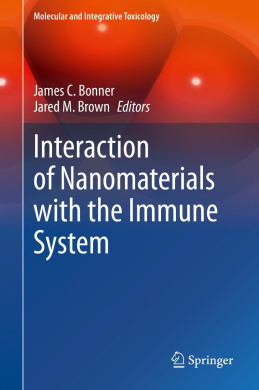 Molecular and Integrative Toxicology
James C. Bonner
Jared M. Brown Editors
Interaction
of Nanomaterials
with the Immune
System
Springer